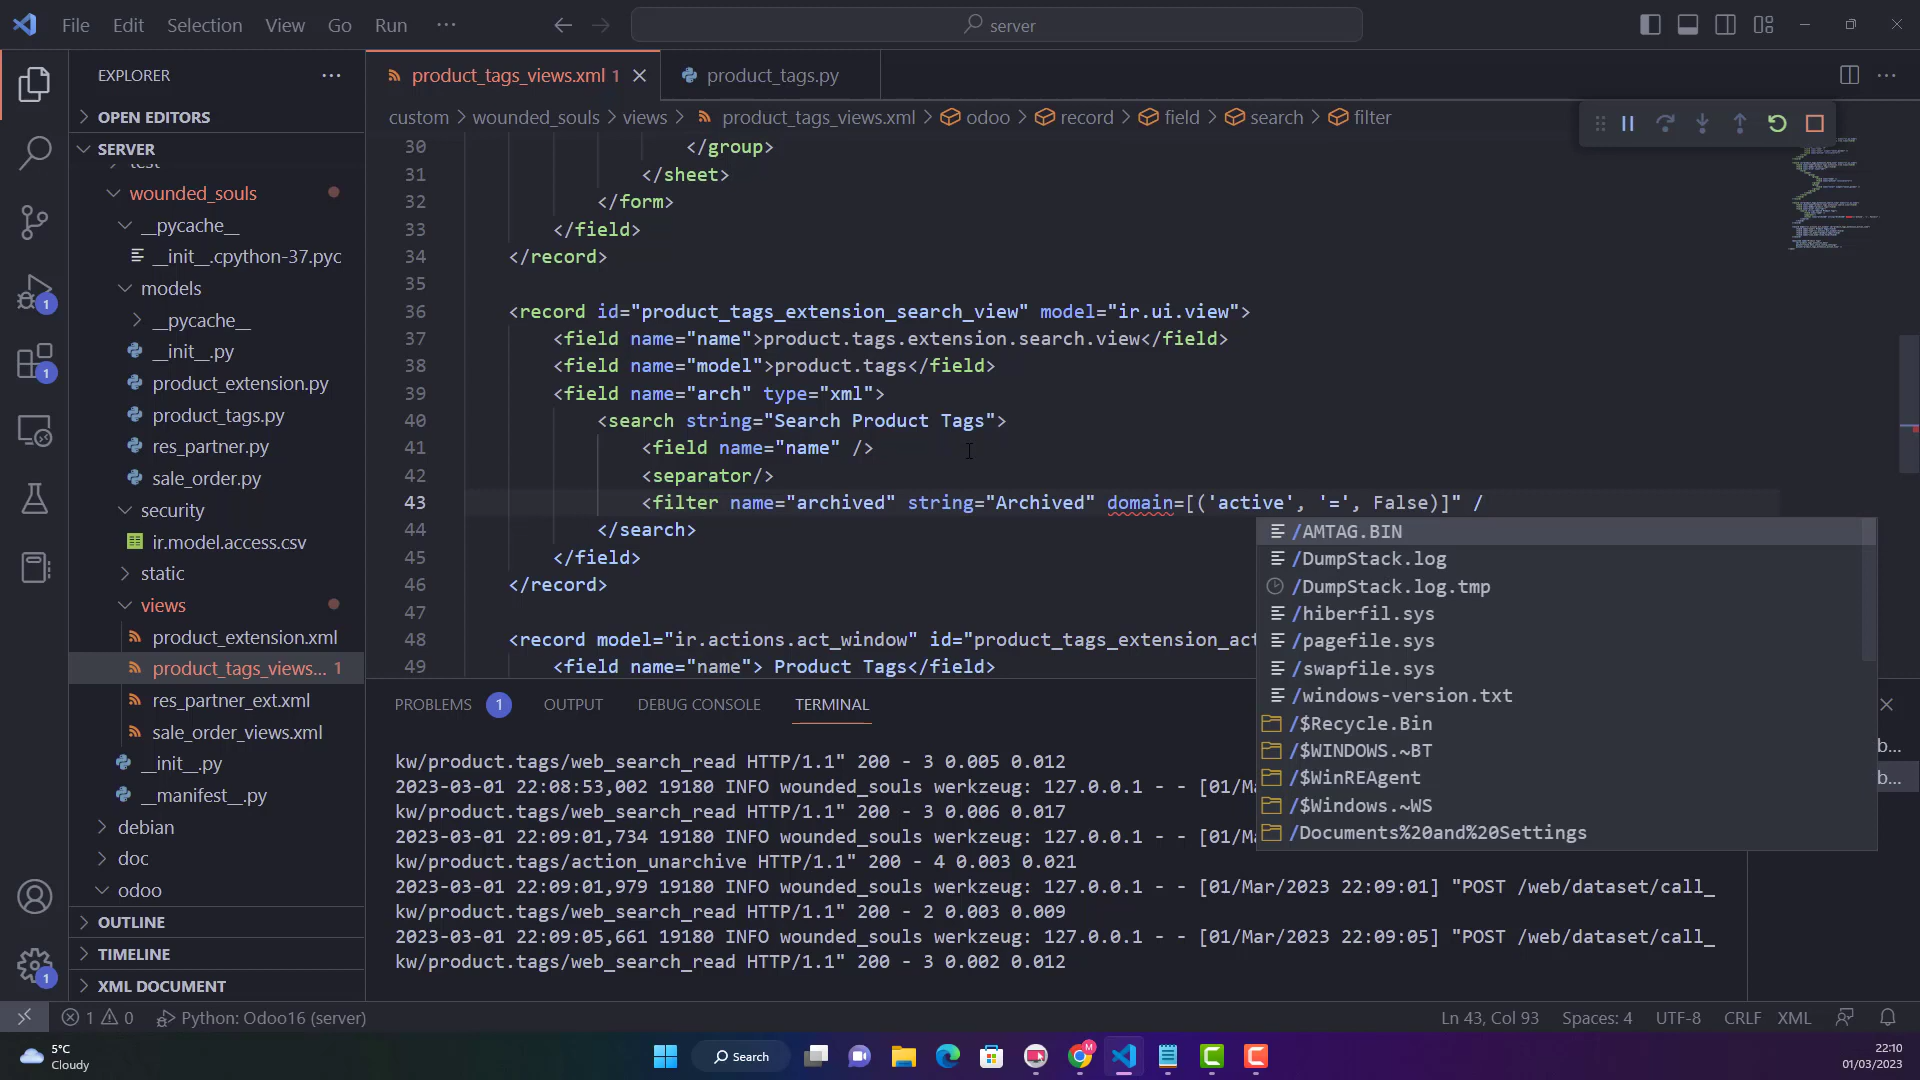 File Edit Selection View Go Run ···
server
EXPLORER
OPEN EDITORS
SERVER
test
wounded_souls
__pycache__
__init__.cpython-37.pyc
models
__pycache__
__init__.py
product_extension.py
product_tags.py
res_partner.py
sale_order.py
security
ir.model.access.csv
static
views
product_extension.xml
product_tags_views... 1
res_partner_ext.xml
sale_order_views.xml
__init__.py
__manifest__.py
debian
doc
odoo
OUTLINE
TIMELINE
XML DOCUMENT
1
1
1
product_tags_views.xml 1
product_tags.py
custom > wounded_souls > views > product_tags_views.xml > odoo > record > field > search > filter
30 </group>
31 </sheet>
32 </form>
33 </field>
34 </record>
35
36 <record id="product_tags_extension_search_view" model="ir.ui.view">
37 <field name="name">product.tags.extension.search.view</field>
38 <field name="model">product.tags</field>
39 <field name="arch" type="xml">
40 <search string="Search Product Tags">
41 <field name="name" />
42 <separator/>
43 <filter name="archived" string="Archived" domain=[('active', '=', False)]" /
44 </search>
45 </field>
46 </record>
47
48 <record model="ir.actions.act_window" id="product_tags_extension_act
49 <field name="name"> Product Tags</field>
/AMTAG.BIN
/DumpStack.log
/DumpStack.log.tmp
/hiberfil.sys
/pagefile.sys
/swapfile.sys
/windows-version.txt
/$Recycle.Bin
/$WINDOWS.~BT
/$WinREAgent
/$Windows.~WS
/Documents%20and%20Settings
PROBLEMS 1 OUTPUT DEBUG CONSOLE TERMINAL
b...
b...
kw/product.tags/web_search_read HTTP/1.1" 200 - 3 0.005 0.012
2023-03-01 22:08:53,002 19180 INFO wounded_souls werkzeug: 127.0.0.1 - - [01/Ma
kw/product.tags/web_search_read HTTP/1.1" 200 - 3 0.006 0.017
2023-03-01 22:09:01,734 19180 INFO wounded_souls werkzeug: 127.0.0.1 - - [01/Ma
kw/product.tags/action_unarchive HTTP/1.1" 200 - 4 0.003 0.021
2023-03-01 22:09:01,979 19180 INFO wounded_souls werkzeug: 127.0.0.1 - - [01/Mar/2023 22:09:01] "POST /web/dataset/call_
kw/product.tags/web_search_read HTTP/1.1" 200 - 2 0.003 0.009
2023-03-01 22:09:05,661 19180 INFO wounded_souls werkzeug: 127.0.0.1 - - [01/Mar/2023 22:09:05] "POST /web/dataset/call_
kw/product.tags/web_search_read HTTP/1.1" 200 - 3 0.002 0.012
1 0 Python: Odoo16 (server) Ln 43, Col 93 Spaces: 4 UTF-8 CRLF XML
5°C
Cloudy
Search
M
22:10
01/03/2023